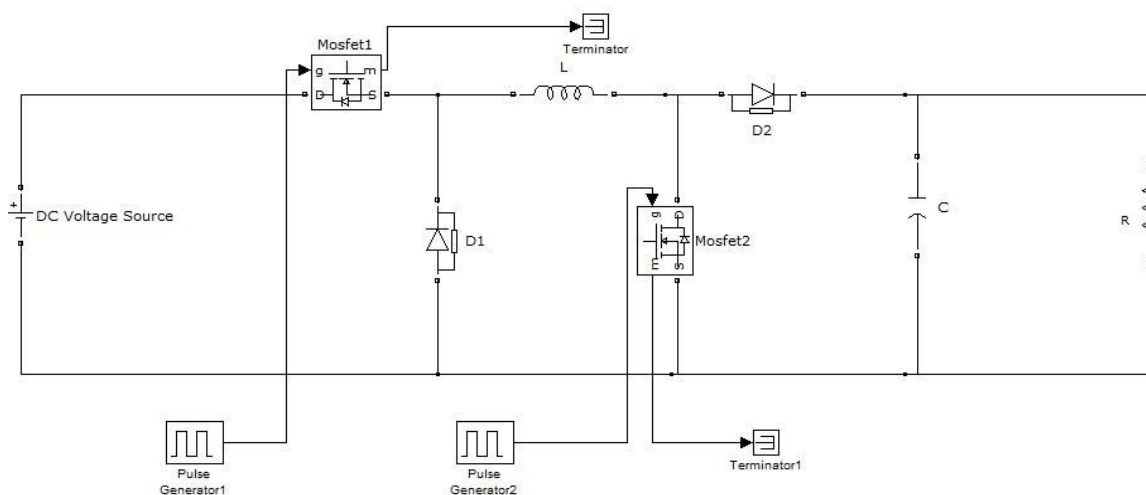 Mosfet1
Terminator
g
m
D
S
L
D2
DC Voltage Source
+
D1
g
D
m
S
Mosfet2
C
R
Pulse
Generator1
Pulse
Generator2
Terminator1